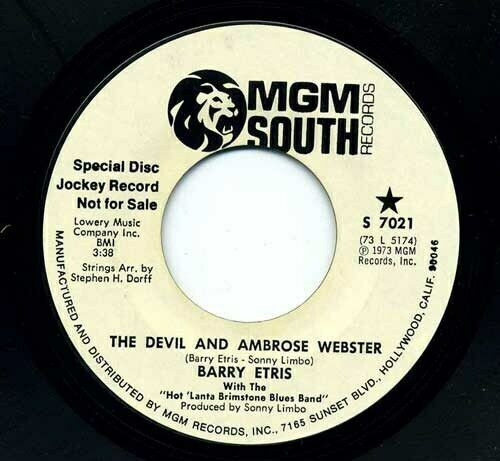 MGM
SOUTH
RECORDS
Special Disc
Jockey Record
Not for Sale
Lowery Music
Company Inc.
BMI
3:38
Strings Arr. by
Stephen H. Dorff
S 7021
(73 L 5174)
Ⓟ 1973 MGM
Records, Inc.
THE DEVIL AND AMBROSE WEBSTER
(Barry Etris - Sonny Limbo)
BARRY ETRIS
With The
"Hot 'Lanta Brimstone Blues Band"
Produced by Sonny Limbo
MANUFACTURED AND DISTRIBUTED BY MGM RECORDS, INC., 7165 SUNSET BLVD., HOLLYWOOD, CALIF. 90046